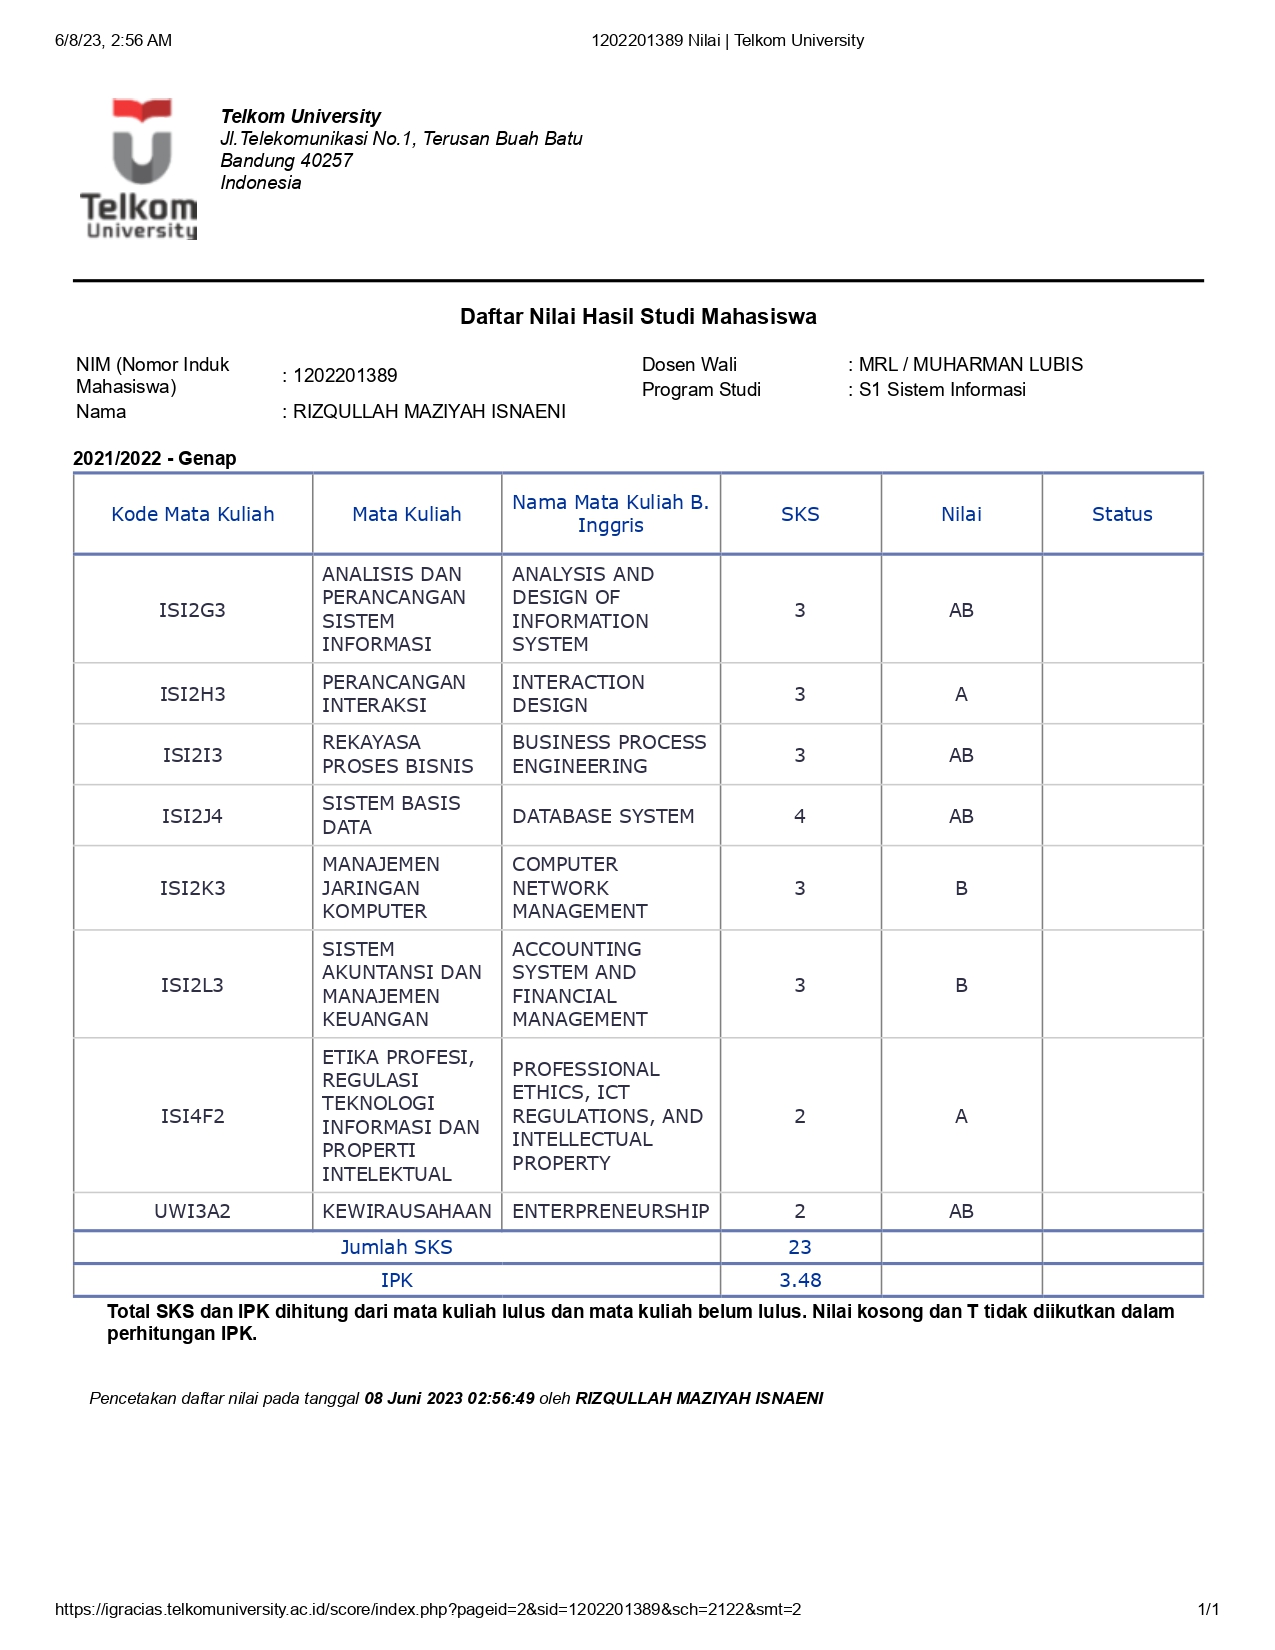 6/8/23, 2:56 AM
1202201389 Nilai | Telkom University
Telkom
University
Telkom University
Jl.Telekomunikasi No.1, Terusan Buah Batu
Bandung 40257
Indonesia
Daftar Nilai Hasil Studi Mahasiswa
NIM (Nomor Induk
Mahasiswa)
: 1202201389
Nama
: RIZQULLAH MAZIYAH ISNAENI
Dosen Wali
: MRL / MUHARMAN LUBIS
Program Studi
: S1 Sistem Informasi
2021/2022 - Genap
Kode Mata Kuliah
Mata Kuliah
Nama Mata Kuliah B.
Inggris
SKS
Nilai
Status
ISI2G3
ANALISIS DAN
PERANCANGAN
SISTEM
INFORMASI
ANALYSIS AND
DESIGN OF
INFORMATION
SYSTEM
3
AB
ISI2H3
PERANCANGAN
INTERAKSI
INTERACTION
DESIGN
3
A
ISI2I3
REKAYASA
PROSES BISNIS
BUSINESS PROCESS
ENGINEERING
3
AB
ISI2J4
SISTEM BASIS
DATA
DATABASE SYSTEM
4
AB
ISI2K3
MANAJEMEN
JARINGAN
KOMPUTER
COMPUTER
NETWORK
MANAGEMENT
3
B
ISI2L3
SISTEM
AKUNTANSI DAN
MANAJEMEN
KEUANGAN
ACCOUNTING
SYSTEM AND
FINANCIAL
MANAGEMENT
3
B
ISI4F2
ETIKA PROFESI,
REGULASI
TEKNOLOGI
INFORMASI DAN
PROPERTI
INTELEKTUAL
PROFESSIONAL
ETHICS, ICT
REGULATIONS, AND
INTELLECTUAL
PROPERTY
2
A
UWI3A2
KEWIRAUSAHAAN
ENTERPRENEURSHIP
2
AB
Jumlah SKS
23
IPK
3.48
Total SKS dan IPK dihitung dari mata kuliah lulus dan mata kuliah belum lulus. Nilai kosong dan T tidak diikutkan dalam
perhitungan IPK.
Pencetakan daftar nilai pada tanggal 08 Juni 2023 02:56:49 oleh RIZQULLAH MAZIYAH ISNAENI
https://igracias.telkomuniversity.ac.id/score/index.php?pageid=2&sid=1202201389&sch=2122&smt=2
1/1